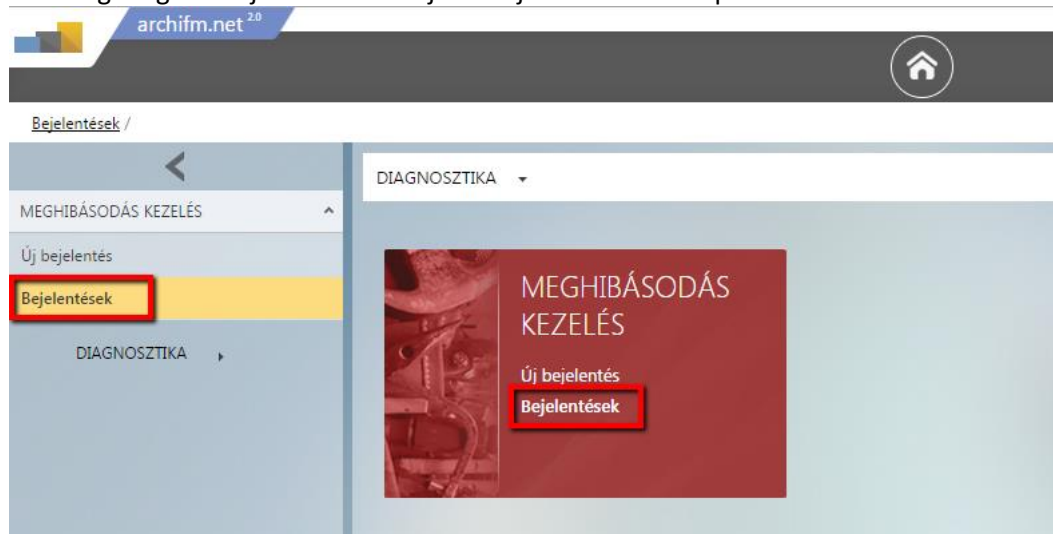 archifm.net 2.0
Bejelentések /
MEGHIBÁSODÁS KEZELÉS
Új bejelentés
Bejelentések
DIAGNOSZTIKA
DIAGNOSZTIKA
MEGHIBÁSODÁS
KEZELÉS
Új bejelentés
Bejelentések